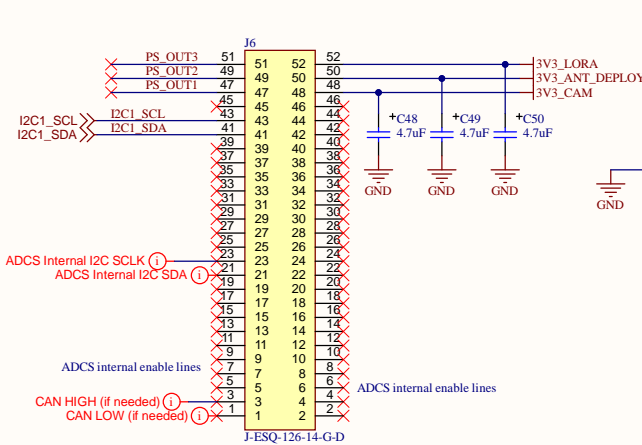 J6
PS_OUT3 51 51 52 52 3V3_LORA
PS_OUT2 49 49 50 50 3V3_ANT_DEPLOY
PS_OUT1 47 47 48 48 3V3_CAM
45 45 46 46
I2C1_SCL I2C1_SCL 43 43 44 44
I2C1_SDA I2C1_SDA 41 41 42 42
39 39 40 40
37 37 38 38
35 35 36 36
33 33 34 34
31 31 32 32
29 29 30 30
27 27 28 28
25 25 26 26
ADCS Internal I2C SCLK i 23 23 24 24
ADCS Internal I2C SDA i 21 21 22 22
19 19 20 20
17 17 18 18
15 15 16 16
13 13 14 14
11 11 12 12
9 9 10 10
ADCS internal enable lines 7 7 8 8
5 5 6 6 ADCS internal enable lines
CAN HIGH (if needed) i 3 3 4 4
CAN LOW (if needed) i 1 1 2 2
J-ESQ-126-14-G-D
+C48 +C49 +C50
4.7uF 4.7uF 4.7uF
GND GND GND
GND